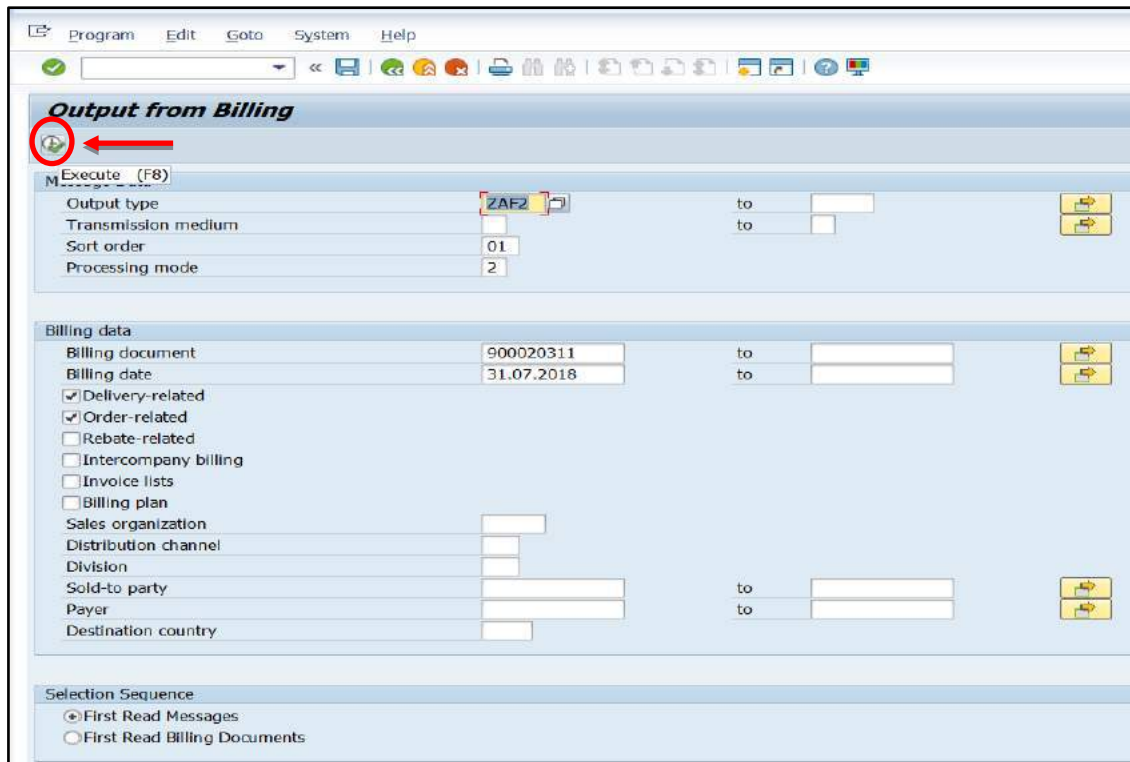 Program Edit Goto System Help
Output from Billing
Execute (F8)
Output type ZAF2 to
Transmission medium to
Sort order 01
Processing mode 2
Billing data
Billing document 900020311 to
Billing date 31.07.2018 to
Delivery-related
Order-related
Rebate-related
Intercompany billing
Invoice lists
Billing plan
Sales organization
Distribution channel
Division
Sold-to party to
Payer to
Destination country
Selection Sequence
First Read Messages
First Read Billing Documents